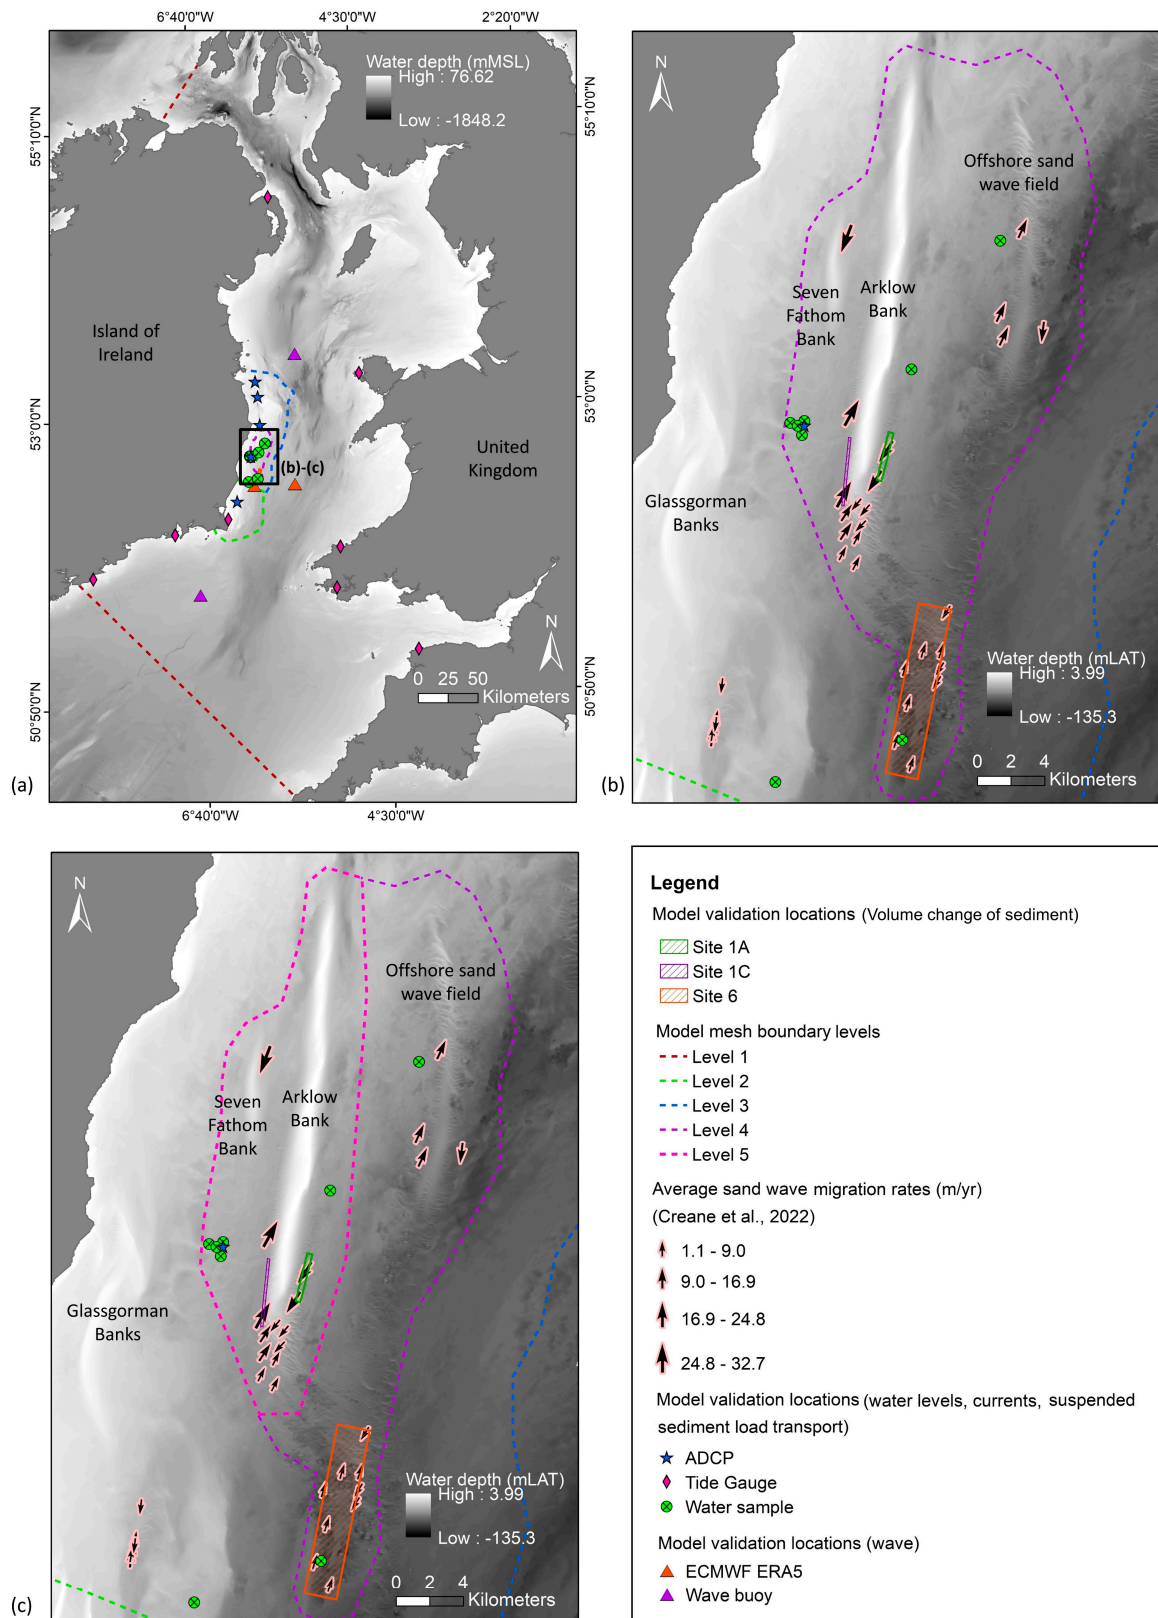 6°40'0"W
4°30'0"W
2°20'0"W
Water depth (mMSL)
High : 76.62
Low : -1848.2
55°10'0"N
55°10'0"N
Island of
Ireland
53°0'0"N
53°0'0"N
United
Kingdom
(b)-(c)
N
0 25 50
Kilometers
50°50'0"N
50°50'0"N
(a)
6°40'0"W
4°30'0"W
N
Offshore sand
wave field
Seven
Fathom
Bank
Arklow
Bank
Glassgorman
Banks
Water depth (mLAT)
High : 3.99
Low : -135.3
0 2 4
Kilometers
(b)
N
Offshore sand
wave field
Seven
Fathom
Bank
Arklow
Bank
Glassgorman
Banks
Water depth (mLAT)
High : 3.99
Low : -135.3
0 2 4
Kilometers
(c)
Legend
Model validation locations (Volume change of sediment)
Site 1A
Site 1C
Site 6
Model mesh boundary levels
Level 1
Level 2
Level 3
Level 4
Level 5
Average sand wave migration rates (m/yr)
(Creane et al., 2022)
1.1 - 9.0
9.0 - 16.9
16.9 - 24.8
24.8 - 32.7
Model validation locations (water levels, currents, suspended
sediment load transport)
ADCP
Tide Gauge
Water sample
Model validation locations (wave)
ECMWF ERA5
Wave buoy